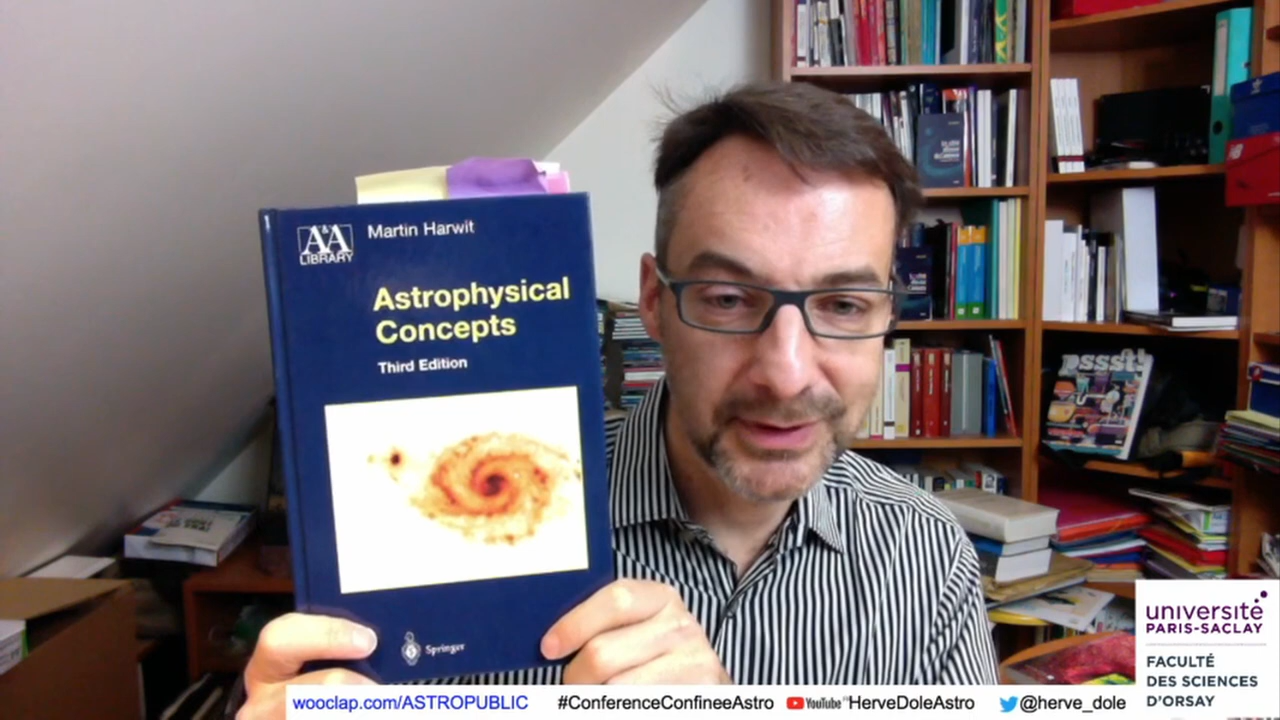 A&A
LIBRARY
Martin Harwit
Astrophysical
Concepts
Third Edition
Springer
PSSST!
université
PARIS-SACLAY
FACULTÉ
DES SCIENCES
D'ORSAY
wooclap.com/ASTROPUBLIC #ConferenceConfineeAstro YouTube HerveDoleAstro @herve_dole